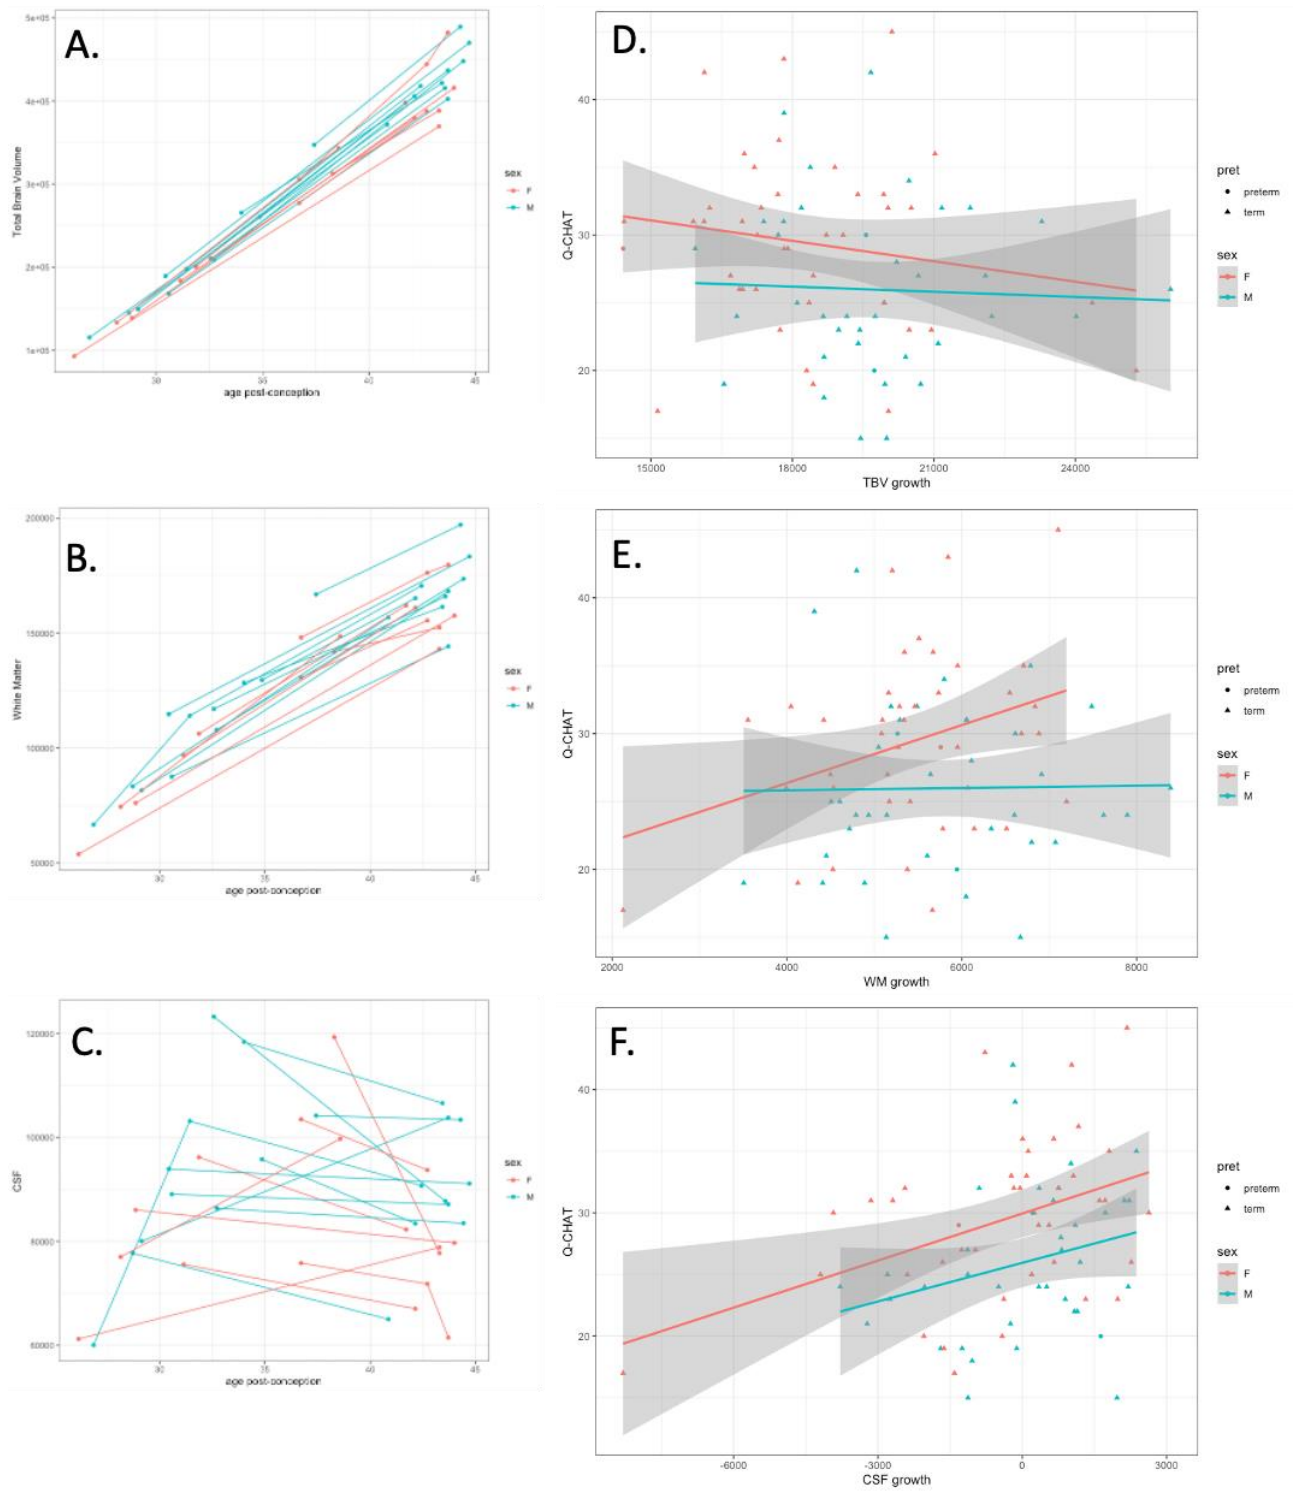 A.
5e+05
4e+05
3e+05
2e+05
1e+05
Total Brain Volume
30
35
40
45
age post-conception
sex
F
M
D.
40
30
20
Q-CHAT
15000
18000
21000
24000
TBV growth
pret
preterm
term
sex
F
M
B.
200000
150000
100000
50000
White Matter
30
35
40
45
age post-conception
sex
F
M
E.
40
30
20
Q-CHAT
2000
4000
6000
8000
WM growth
pret
preterm
term
sex
F
M
C.
120000
100000
80000
60000
CSF
30
35
40
45
age post-conception
sex
F
M
F.
40
30
20
Q-CHAT
-6000
-3000
0
3000
CSF growth
pret
preterm
term
sex
F
M